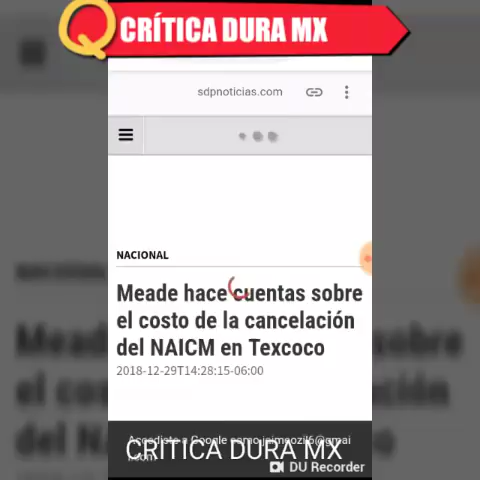 CRÍTICA DURA MX
sdpnoticias.com
NACIONAL
Meade hace cuentas sobre
el costo de la cancelación
del NAICM en Texcoco
2018-12-29T14:28:15-06:00
CRITICA DURA MX
DU Recorder